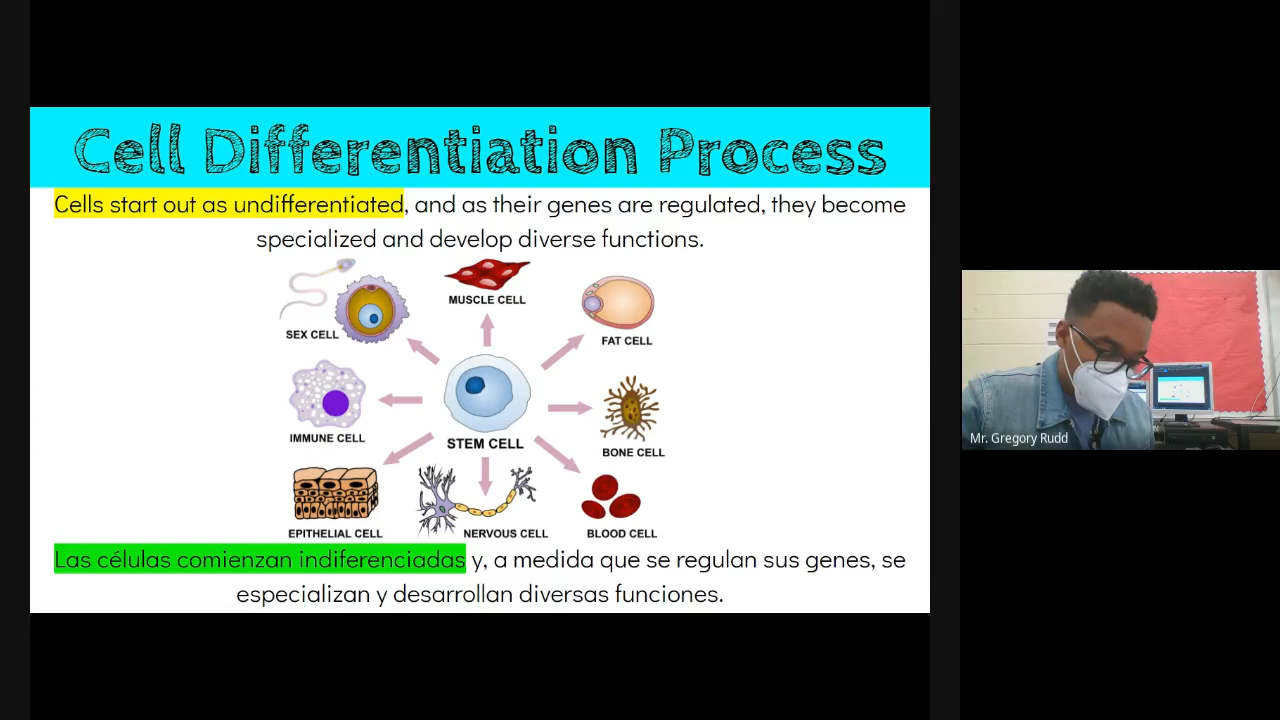 Cell Differentiation Process
Cells start out as undifferentiated, and as their genes are regulated, they become
specialized and develop diverse functions.
MUSCLE CELL
SEX CELL
FAT CELL
IMMUNE CELL
STEM CELL
BONE CELL
EPITHELIAL CELL
NERVOUS CELL
BLOOD CELL
Las células comienzan indiferenciadas y, a medida que se regulan sus genes, se
especializan y desarrollan diversas funciones.
Mr. Gregory Rudd